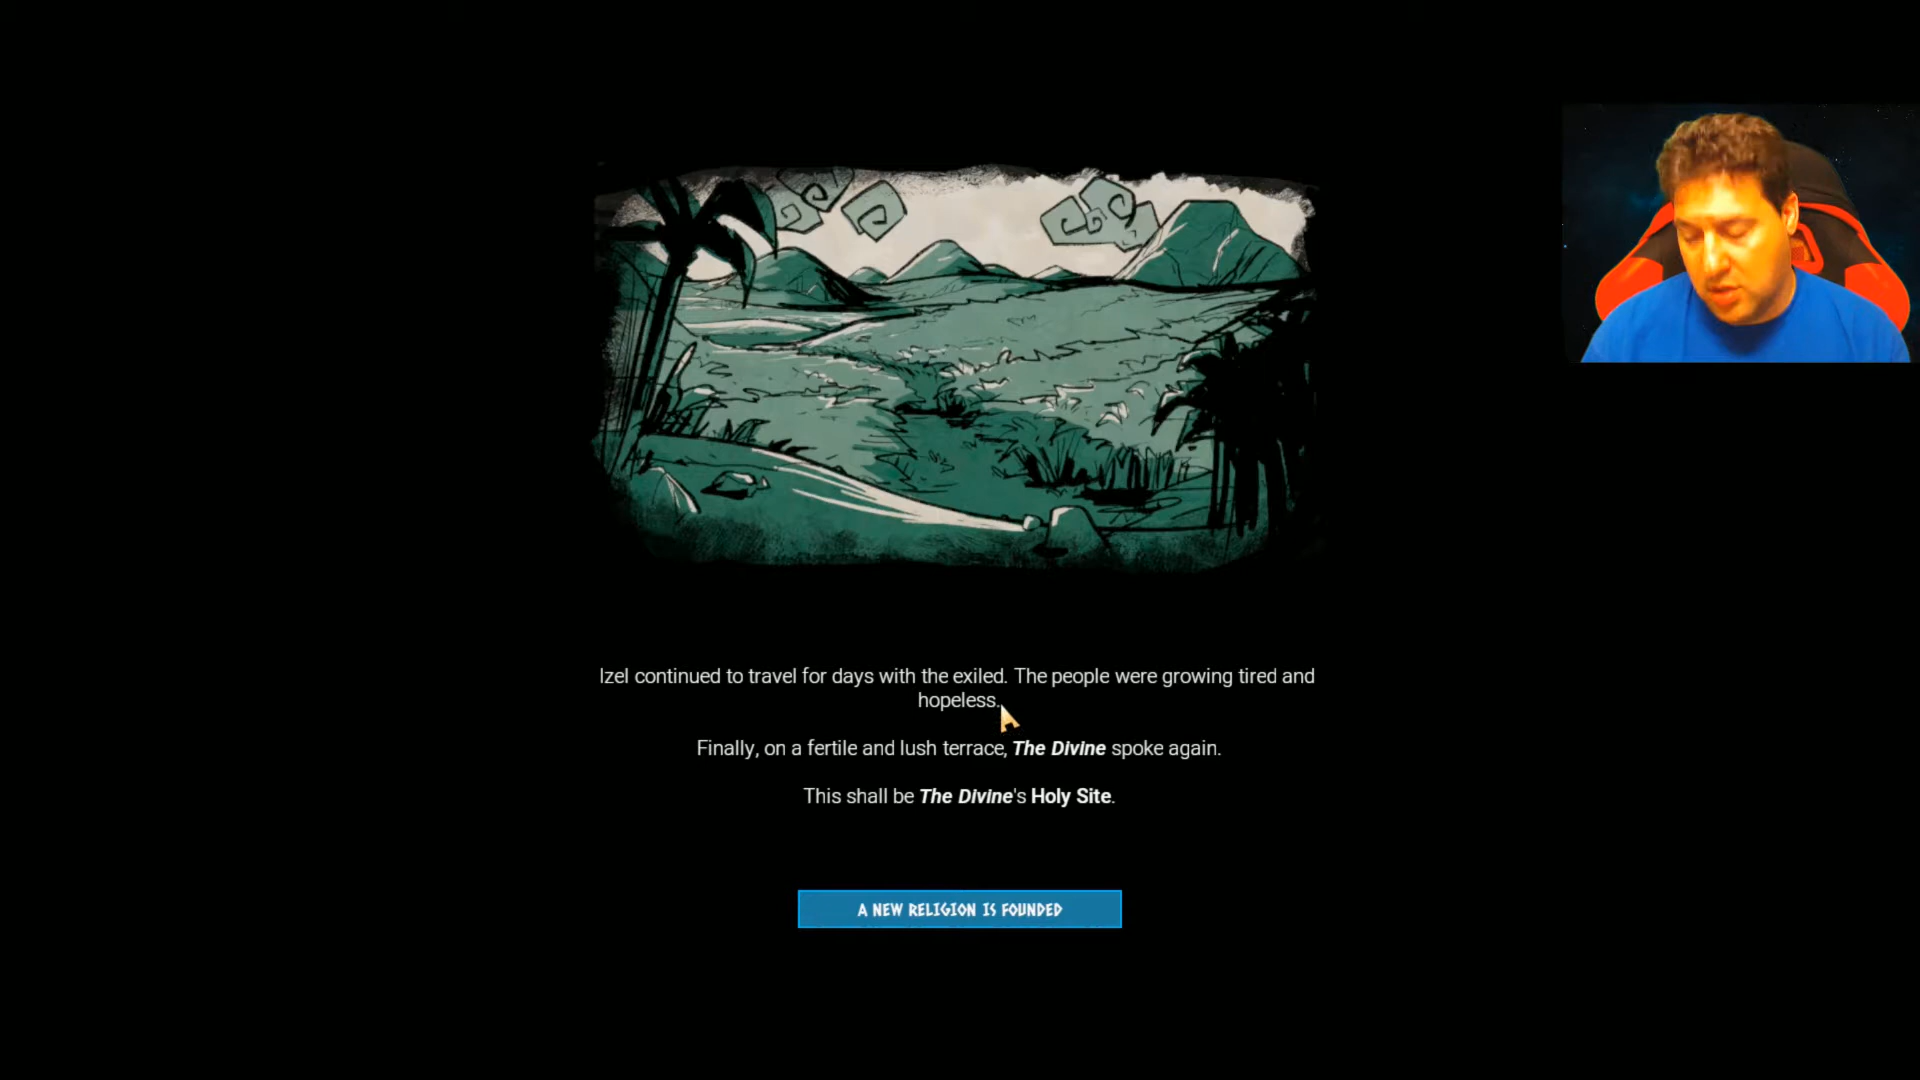 Izel continued to travel for days with the exiled. The people were growing tired and
hopeless.
Finally, on a fertile and lush terrace, The Divine spoke again.
This shall be The Divine's Holy Site.
A NEW RELIGION IS FOUNDED